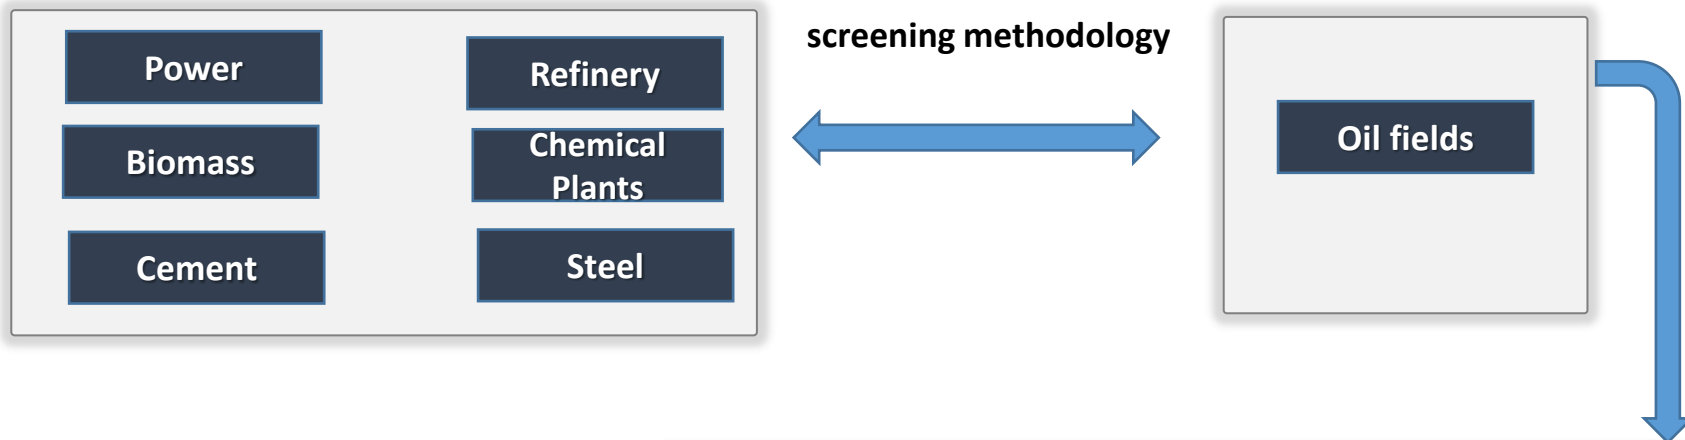 screening methodology
Power
Refinery
Biomass
Chemical
Plants
Cement
Steel
Oil fields